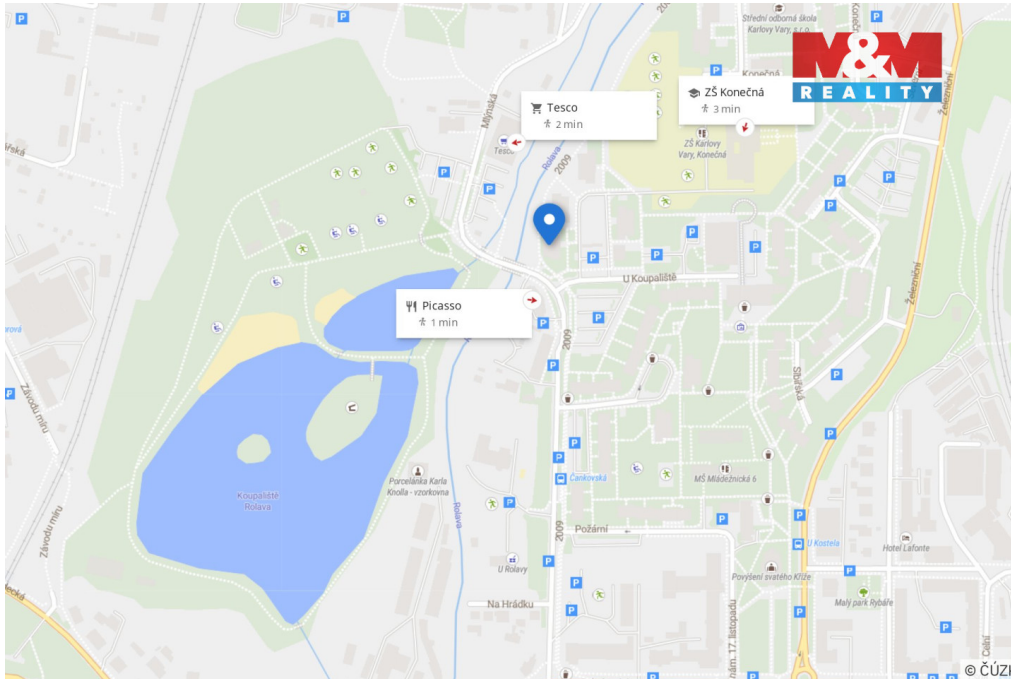 Střední odborná škola
Karlovy Vary, s.r.o.
Konečná
M&M
REALITY
Železniční
ZŠ Konečná
3 min
Tesco
2 min
Mlýnská
Tesco
Rolava
2009
ZŠ Karlovy
Vary, Konečná
U Koupaliště
Železniční
Picasso
1 min
2009
Sibiřská
Závodu míru
Porcelánka Karla
Knolla - vzorkovna
MŠ Mládežnická 6
Čankovská
Koupaliště
Rolava
Rolava
2009
Požární
Závodu míru
U Kostela
Hotel Lafonte
U Rolavy
Povýšení svatého Kříže
Malý park Rybáře
Na Hrádku
nám. 17. listopadu
Celní
© ČÚZK